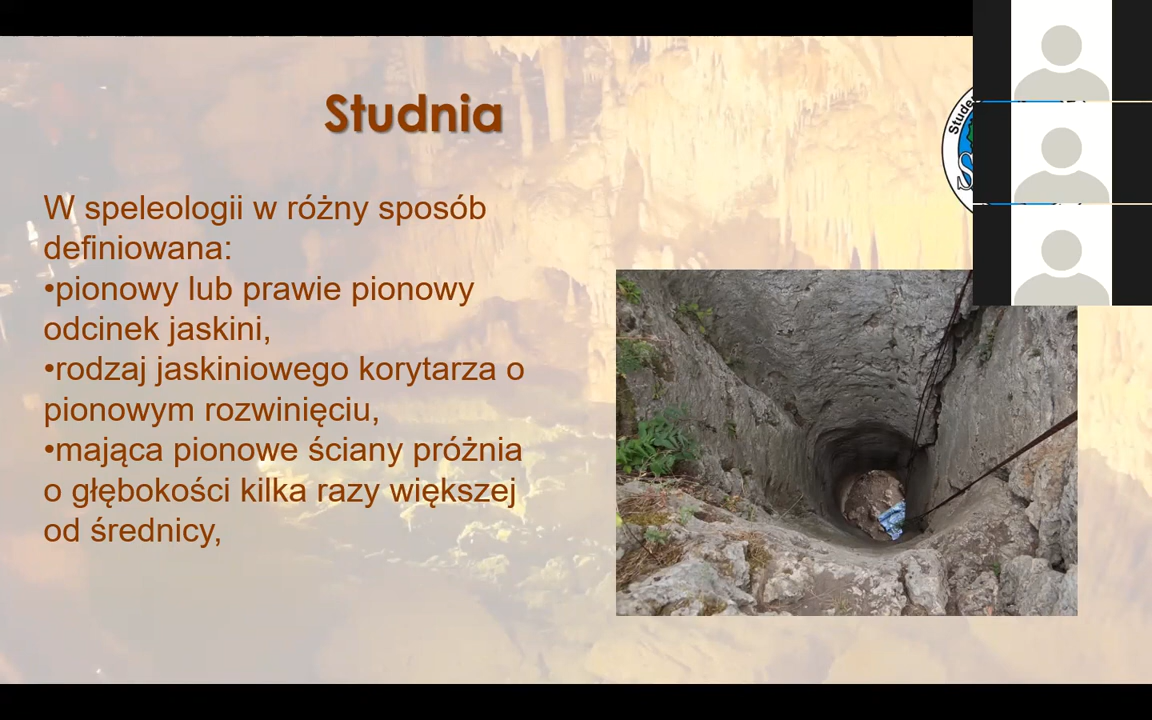 Studnia
W speleologii w różny sposób
definiowana:
•pionowy lub prawie pionowy
odcinek jaskini,
•rodzaj jaskiniowego korytarza o
pionowym rozwinięciu,
•mająca pionowe ściany próżnia
o głębokości kilka razy większej
od średnicy,